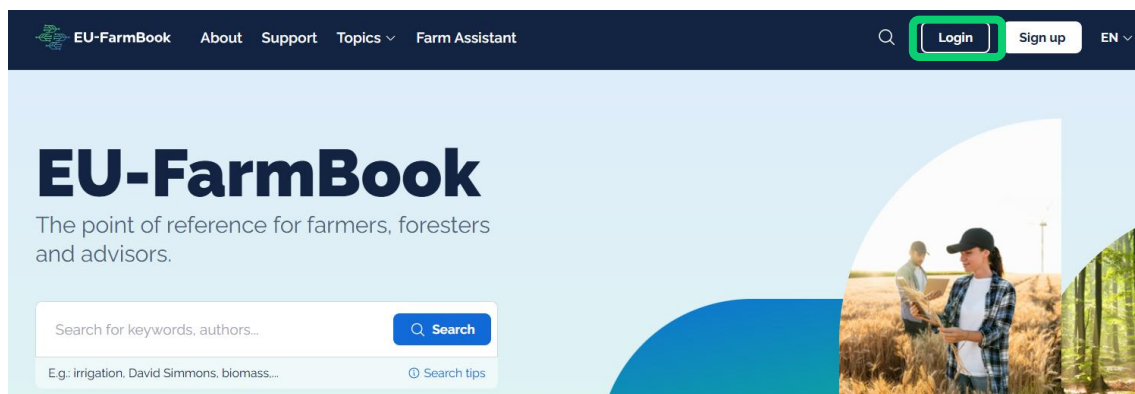 EU-FarmBook About Support Topics Farm Assistant Login Sign up EN
EU-FarmBook
The point of reference for farmers, foresters
and advisors.
Search for keywords, authors... Search
E.g.: irrigation, David Simmons, biomass,... Search tips